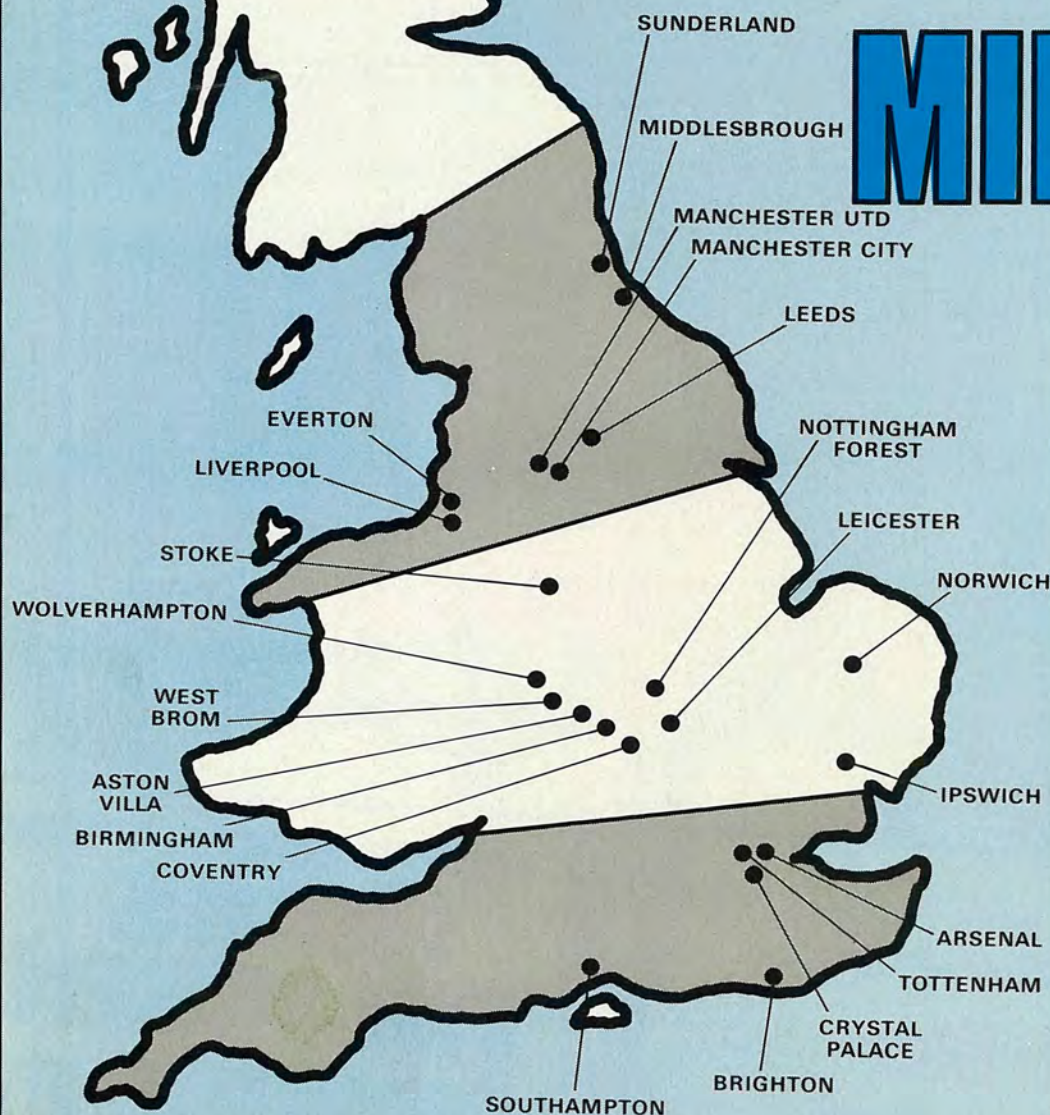 SUNDERLAND
MI
MIDDLESBROUGH
MANCHESTER UTD
MANCHESTER CITY
LEEDS
EVERTON
NOTTINGHAM
FOREST
LIVERPOOL
LEICESTER
STOKE
NORWICH
WOLVERHAMPTON
WEST
BROM
ASTON
VILLA
IPSWICH
BIRMINGHAM
COVENTRY
ARSENAL
TOTTENHAM
CRYSTAL
PALACE
BRIGHTON
SOUTHAMPTON